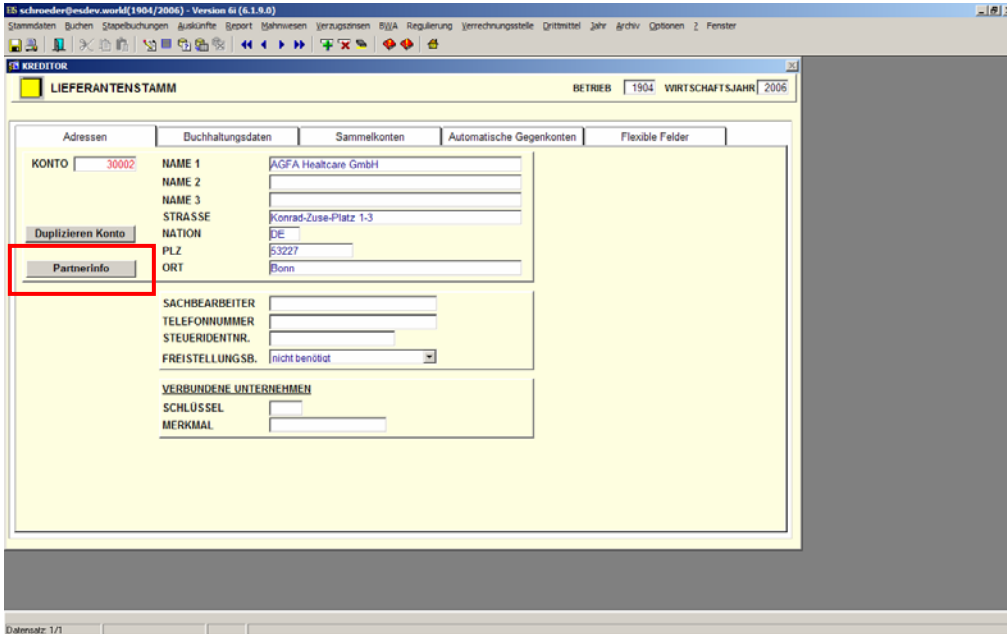 schroeder@esdev.world(1904/2006) - Version 6i (6.1.9.0)
Stammdaten Buchen Stapelbuchungen Auskünfte Report Mahnwesen Verzugszinsen BWA Regulierung Verrechnungsstelle Drittmittel Jahr Archiv Optionen ? Fenster
KREDITOR
LIEFERANTENSTAMM BETRIEB 1904 WIRTSCHAFTSJAHR 2006
Adressen Buchhaltungsdaten Sammelkonten Automatische Gegenkonten Flexible Felder
KONTO 30002 NAME 1 AGFA Healtcare GmbH
NAME 2
NAME 3
STRASSE Konrad-Zuse-Platz 1-3
Duplizieren Konto NATION DE
PLZ 53227
PartnerInfo ORT Bonn
SACHBEARBEITER
TELEFONNUMMER
STEUERIDENTNR.
FREISTELLUNGSB. nicht benötigt
VERBUNDENE UNTERNEHMEN
SCHLÜSSEL
MERKMAL
Datensatz: 1/1